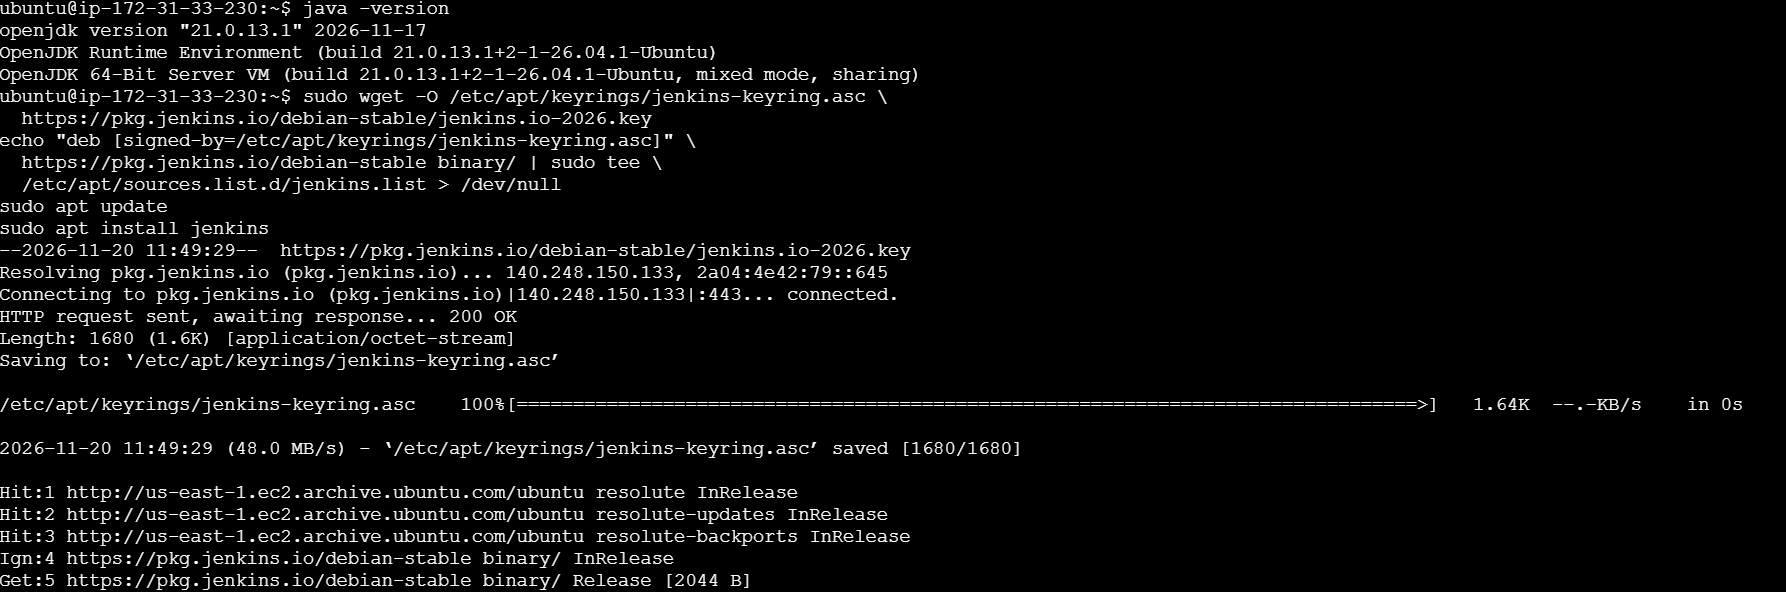 ubuntu@ip-172-31-33-230:~$ java -version
openjdk version "21.0.13.1" 2026-11-17
OpenJDK Runtime Environment (build 21.0.13.1+2-1-26.04.1-Ubuntu)
OpenJDK 64-Bit Server VM (build 21.0.13.1+2-1-26.04.1-Ubuntu, mixed mode, sharing)
ubuntu@ip-172-31-33-230:~$ sudo wget -O /etc/apt/keyrings/jenkins-keyring.asc \
  https://pkg.jenkins.io/debian-stable/jenkins.io-2026.key
echo "deb [signed-by=/etc/apt/keyrings/jenkins-keyring.asc]" \
  https://pkg.jenkins.io/debian-stable binary/ | sudo tee \
  /etc/apt/sources.list.d/jenkins.list > /dev/null
sudo apt update
sudo apt install jenkins
--2026-11-20 11:49:29--  https://pkg.jenkins.io/debian-stable/jenkins.io-2026.key
Resolving pkg.jenkins.io (pkg.jenkins.io)... 140.248.150.133, 2a04:4e42:79::645
Connecting to pkg.jenkins.io (pkg.jenkins.io)|140.248.150.133|:443... connected.
HTTP request sent, awaiting response... 200 OK
Length: 1680 (1.6K) [application/octet-stream]
Saving to: ‘/etc/apt/keyrings/jenkins-keyring.asc’
/etc/apt/keyrings/jenkins-keyring.asc    100%[================================================================================>]   1.64K  --.-KB/s    in 0s
2026-11-20 11:49:29 (48.0 MB/s) - ‘/etc/apt/keyrings/jenkins-keyring.asc’ saved [1680/1680]
Hit:1 http://us-east-1.ec2.archive.ubuntu.com/ubuntu resolute InRelease
Hit:2 http://us-east-1.ec2.archive.ubuntu.com/ubuntu resolute-updates InRelease
Hit:3 http://us-east-1.ec2.archive.ubuntu.com/ubuntu resolute-backports InRelease
Ign:4 https://pkg.jenkins.io/debian-stable binary/ InRelease
Get:5 https://pkg.jenkins.io/debian-stable binary/ Release [2044 B]